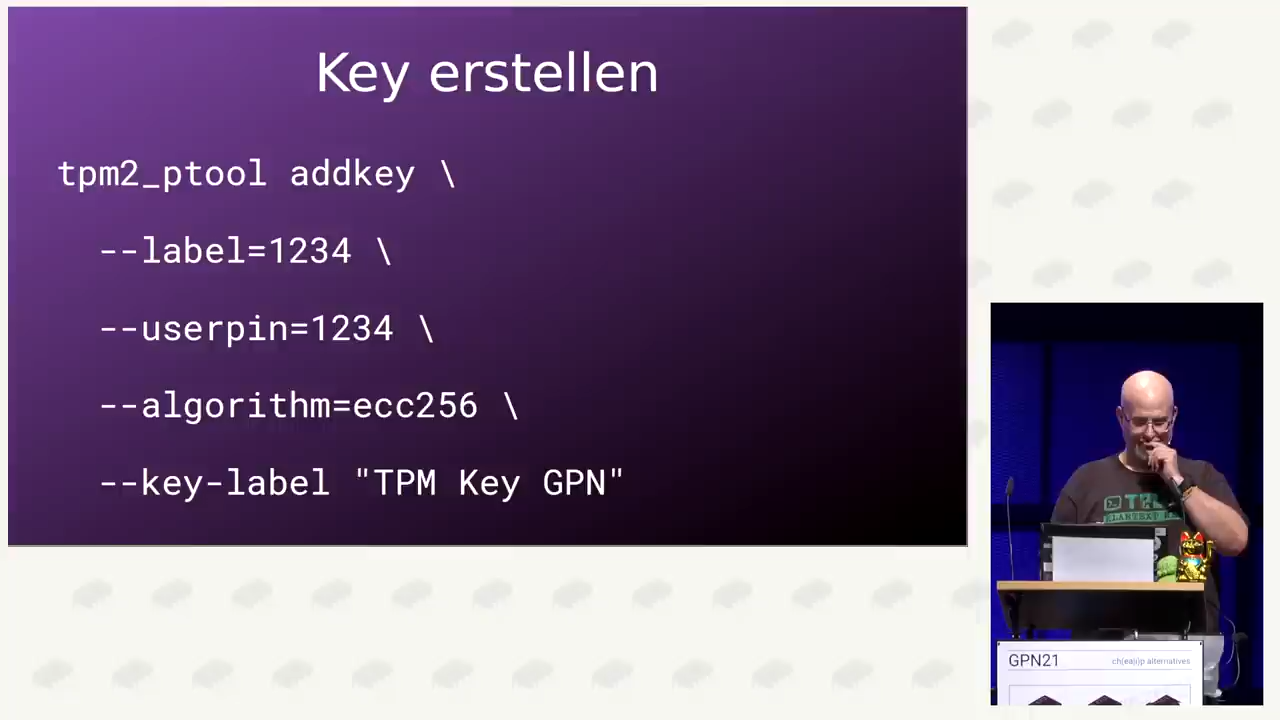 Key erstellen
tpm2_ptool addkey \
--label=1234 \
--userpin=1234 \
--algorithm=ecc256 \
--key-label "TPM Key GPN"
GPN21
ch(ea|i)p alternatives